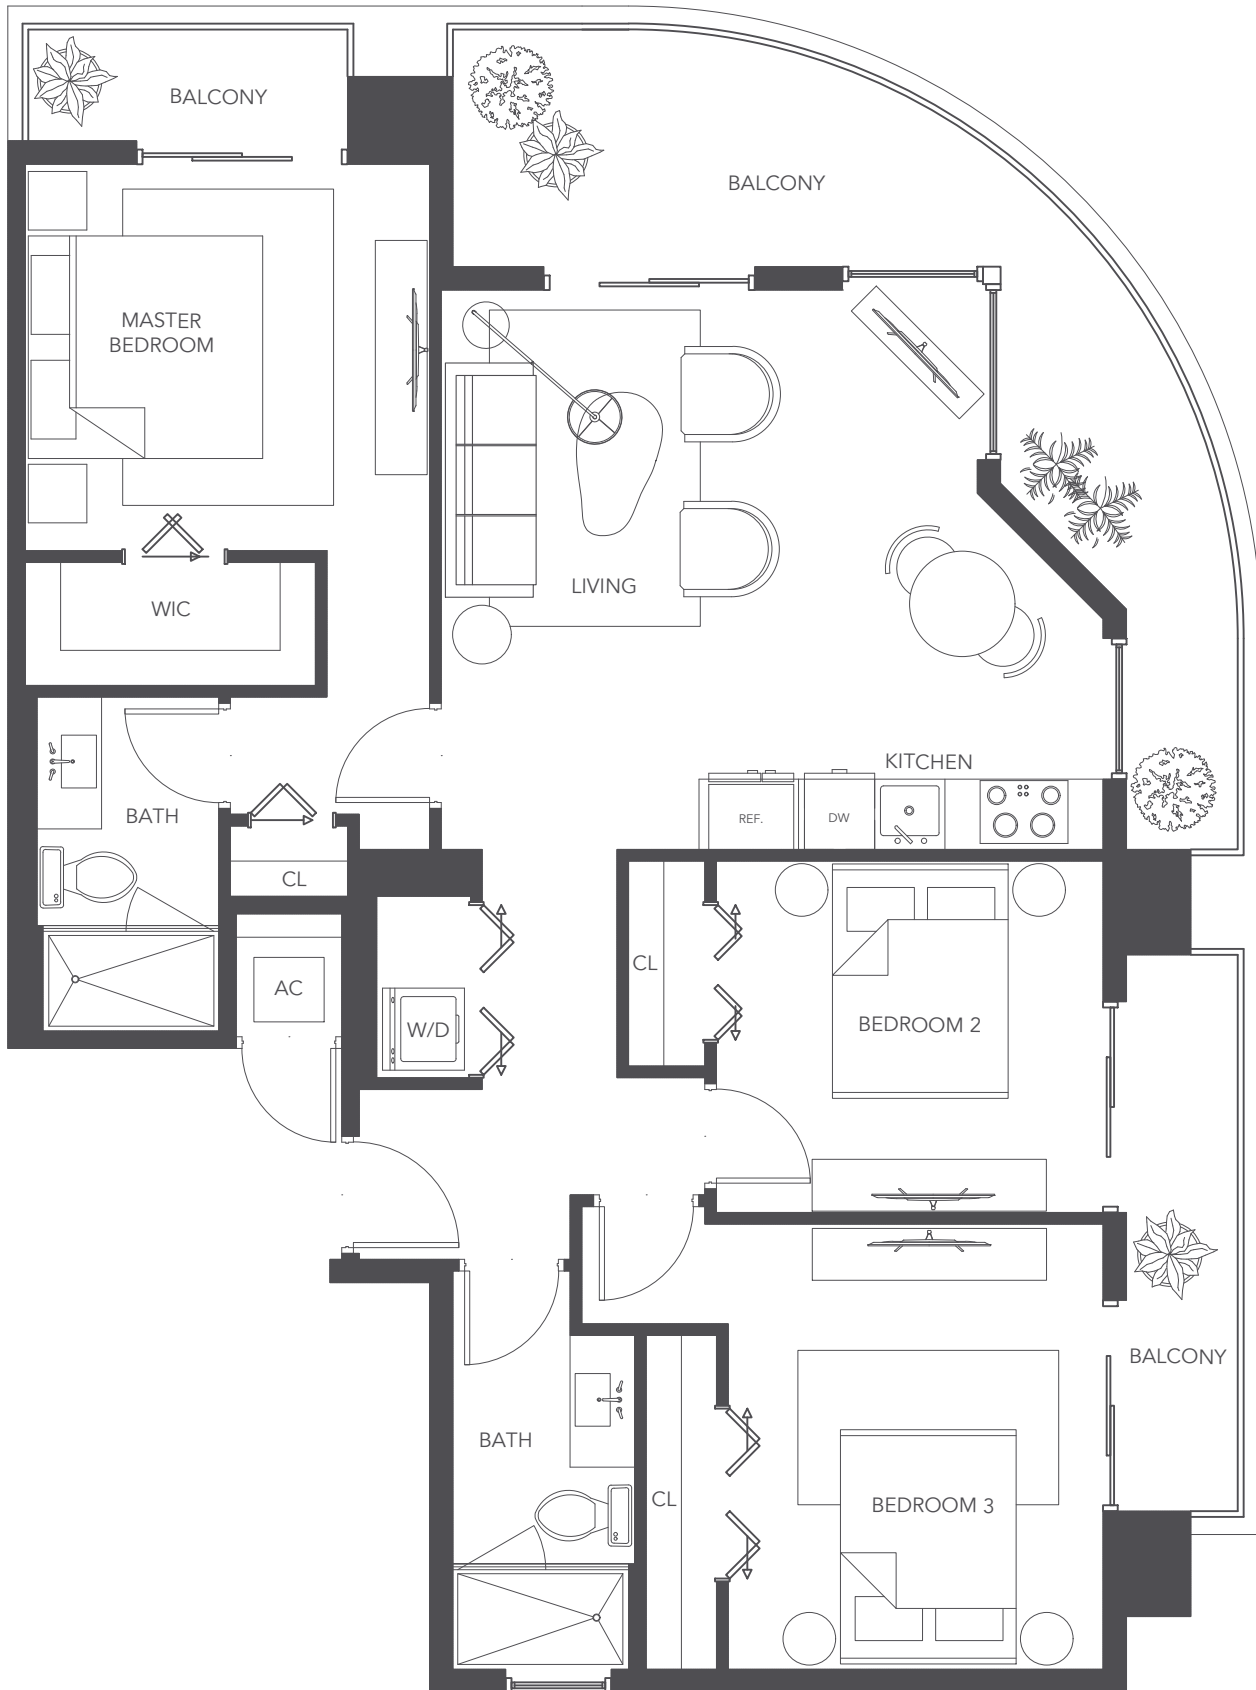 BALCONY
BALCONY
MASTER
BEDROOM
LIVING
WIC
KITCHEN
BATH
REF.
DW
CL
CL
AC
W/D
BEDROOM 2
BALCONY
BATH
CL
BEDROOM 3